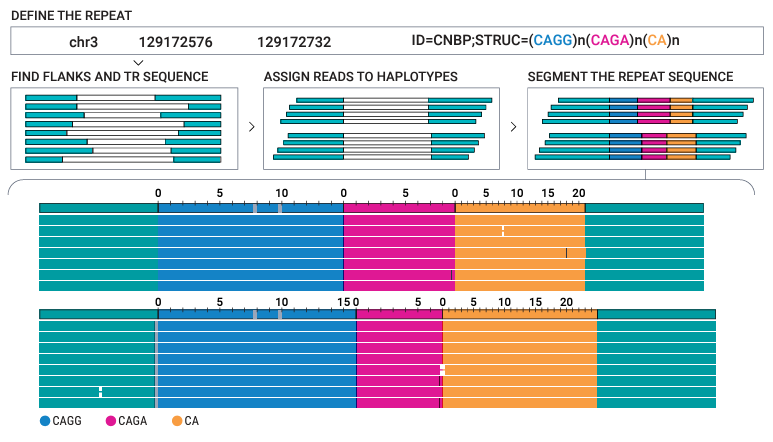 DEFINE THE REPEAT
chr3 129172576 129172732 ID=CNBP;STRUC=(CAGG)n(CAGA)n(CA)n
FIND FLANKS AND TR SEQUENCE
ASSIGN READS TO HAPLOTYPES
SEGMENT THE REPEAT SEQUENCE
0 5 10 0 5 0 5 10 15 20
0 5 10 15 0 5 0 5 10 15 20
CAGG CAGA CA